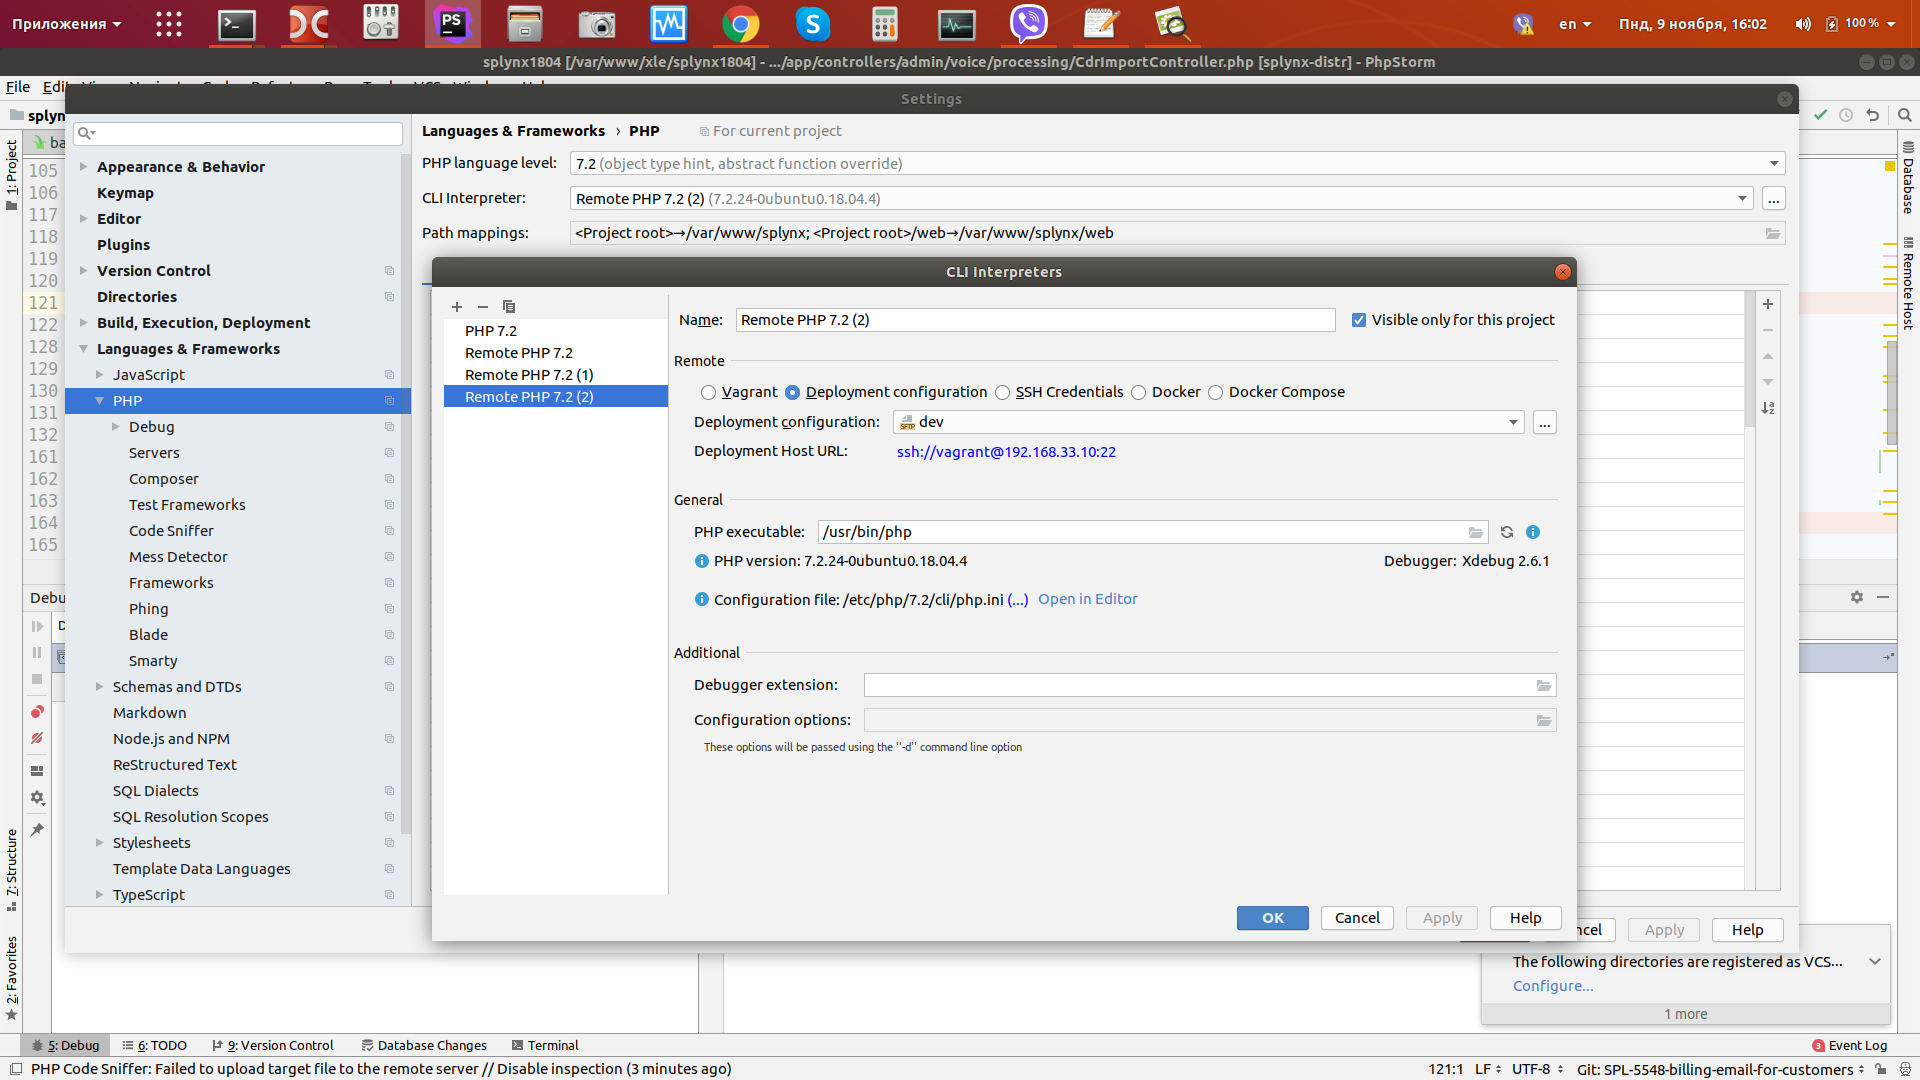 Приложения
PS
S
en
Пнд, 9 ноября, 16:02
100 %
splynx1804 [/var/www/xle/splynx1804] - .../app/controllers/admin/voice/processing/CdrImportController.php [splynx-distr] - PhpStorm
File
Settings
splyn
ba
1: Project
7: Structure
2: Favorites
Database
Remote Host
105
106
117
118
119
120
121
122
128
129
130
131
132
161
162
163
164
165
Debu
D
Appearance & Behavior
Keymap
Editor
Plugins
Version Control
Directories
Build, Execution, Deployment
Languages & Frameworks
JavaScript
PHP
Debug
Servers
Composer
Test Frameworks
Code Sniffer
Mess Detector
Frameworks
Phing
Blade
Smarty
Schemas and DTDs
Markdown
Node.js and NPM
ReStructured Text
SQL Dialects
SQL Resolution Scopes
Stylesheets
Template Data Languages
TypeScript
Languages & Frameworks › PHP For current project
PHP language level: 7.2 (object type hint, abstract function override)
CLI Interpreter: Remote PHP 7.2 (2) (7.2.24-0ubuntu0.18.04.4) ...
Path mappings: <Project root>→/var/www/splynx; <Project root>/web→/var/www/splynx/web
CLI Interpreters
PHP 7.2
Remote PHP 7.2
Remote PHP 7.2 (1)
Remote PHP 7.2 (2)
Name: Remote PHP 7.2 (2) Visible only for this project
Remote
Vagrant Deployment configuration SSH Credentials Docker Docker Compose
Deployment configuration: SFTP dev ...
Deployment Host URL: ssh://vagrant@192.168.33.10:22
General
PHP executable: /usr/bin/php
PHP version: 7.2.24-0ubuntu0.18.04.4 Debugger: Xdebug 2.6.1
Configuration file: /etc/php/7.2/cli/php.ini (...) Open in Editor
Additional
Debugger extension:
Configuration options:
These options will be passed using the ''-d'' command line option
OK Cancel Apply Help
ncel Apply Help
The following directories are registered as VCS...
Configure...
1 more
5: Debug 6: TODO 9: Version Control Database Changes Terminal 3 Event Log
PHP Code Sniffer: Failed to upload target file to the remote server // Disable inspection (3 minutes ago) 121:1 LF UTF-8 Git: SPL-5548-billing-email-for-customers